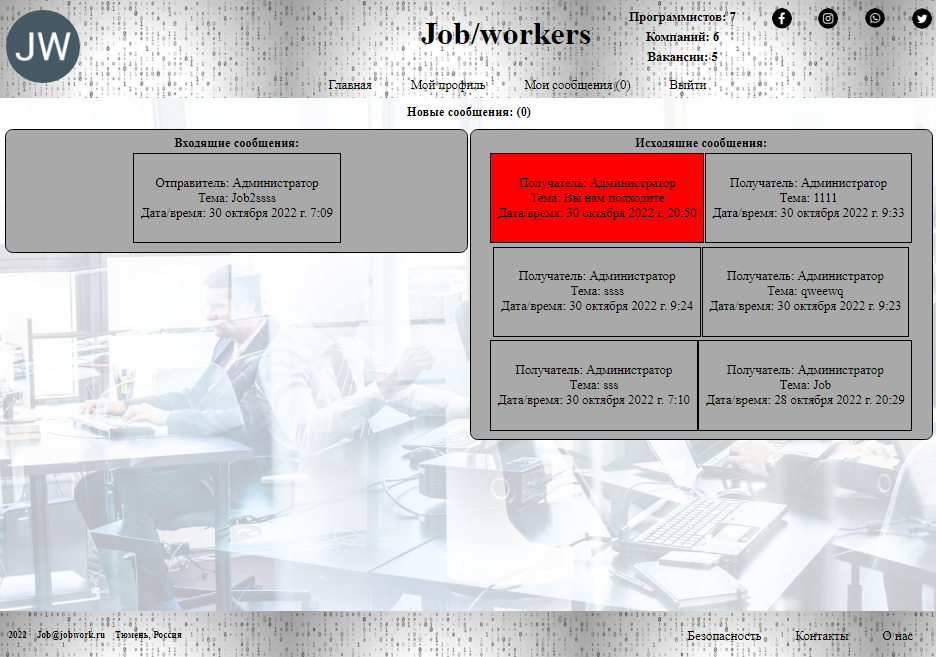 JW
Job/workers
Программистов: 7
Компаний: 6
Вакансии: 5
Главная Мой профиль Мои сообщения (0) Выйти
Новые сообщения: (0)
Входящие сообщения:
Отправитель: Администратор
Тема: Job2ssss
Дата/время: 30 октября 2022 г. 7:09
Исходящие сообщения:
Получатель: Администратор
Тема: Вы нам подходите
Дата/время: 30 октября 2022 г. 20:50
Получатель: Администратор
Тема: 1111
Дата/время: 30 октября 2022 г. 9:33
Получатель: Администратор
Тема: ssss
Дата/время: 30 октября 2022 г. 9:24
Получатель: Администратор
Тема: qweewq
Дата/время: 30 октября 2022 г. 9:23
Получатель: Администратор
Тема: sss
Дата/время: 30 октября 2022 г. 7:10
Получатель: Администратор
Тема: Job
Дата/время: 28 октября 2022 г. 20:29
2022 Job@jobwork.ru Тюмень, Россия Безопасность Контакты О нас